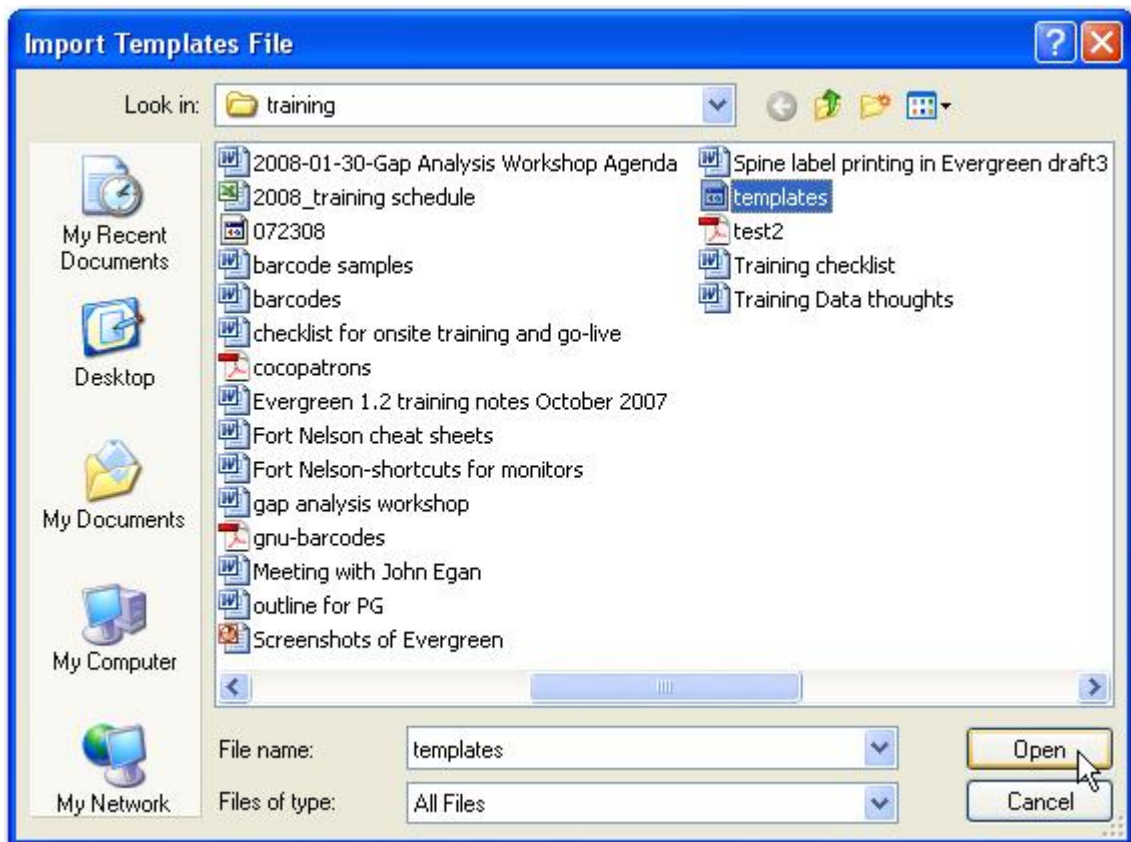 Import Templates File
Look in: training
2008-01-30-Gap Analysis Workshop Agenda
2008_training schedule
072308
barcode samples
barcodes
checklist for onsite training and go-live
cocopatrons
Evergreen 1.2 training notes October 2007
Fort Nelson cheat sheets
Fort Nelson-shortcuts for monitors
gap analysis workshop
gnu-barcodes
Meeting with John Egan
outline for PG
Screenshots of Evergreen
Spine label printing in Evergreen draft3
templates
test2
Training checklist
Training Data thoughts
My Recent
Documents
Desktop
My Documents
My Computer
My Network
File name: templates
Open
Files of type: All Files
Cancel